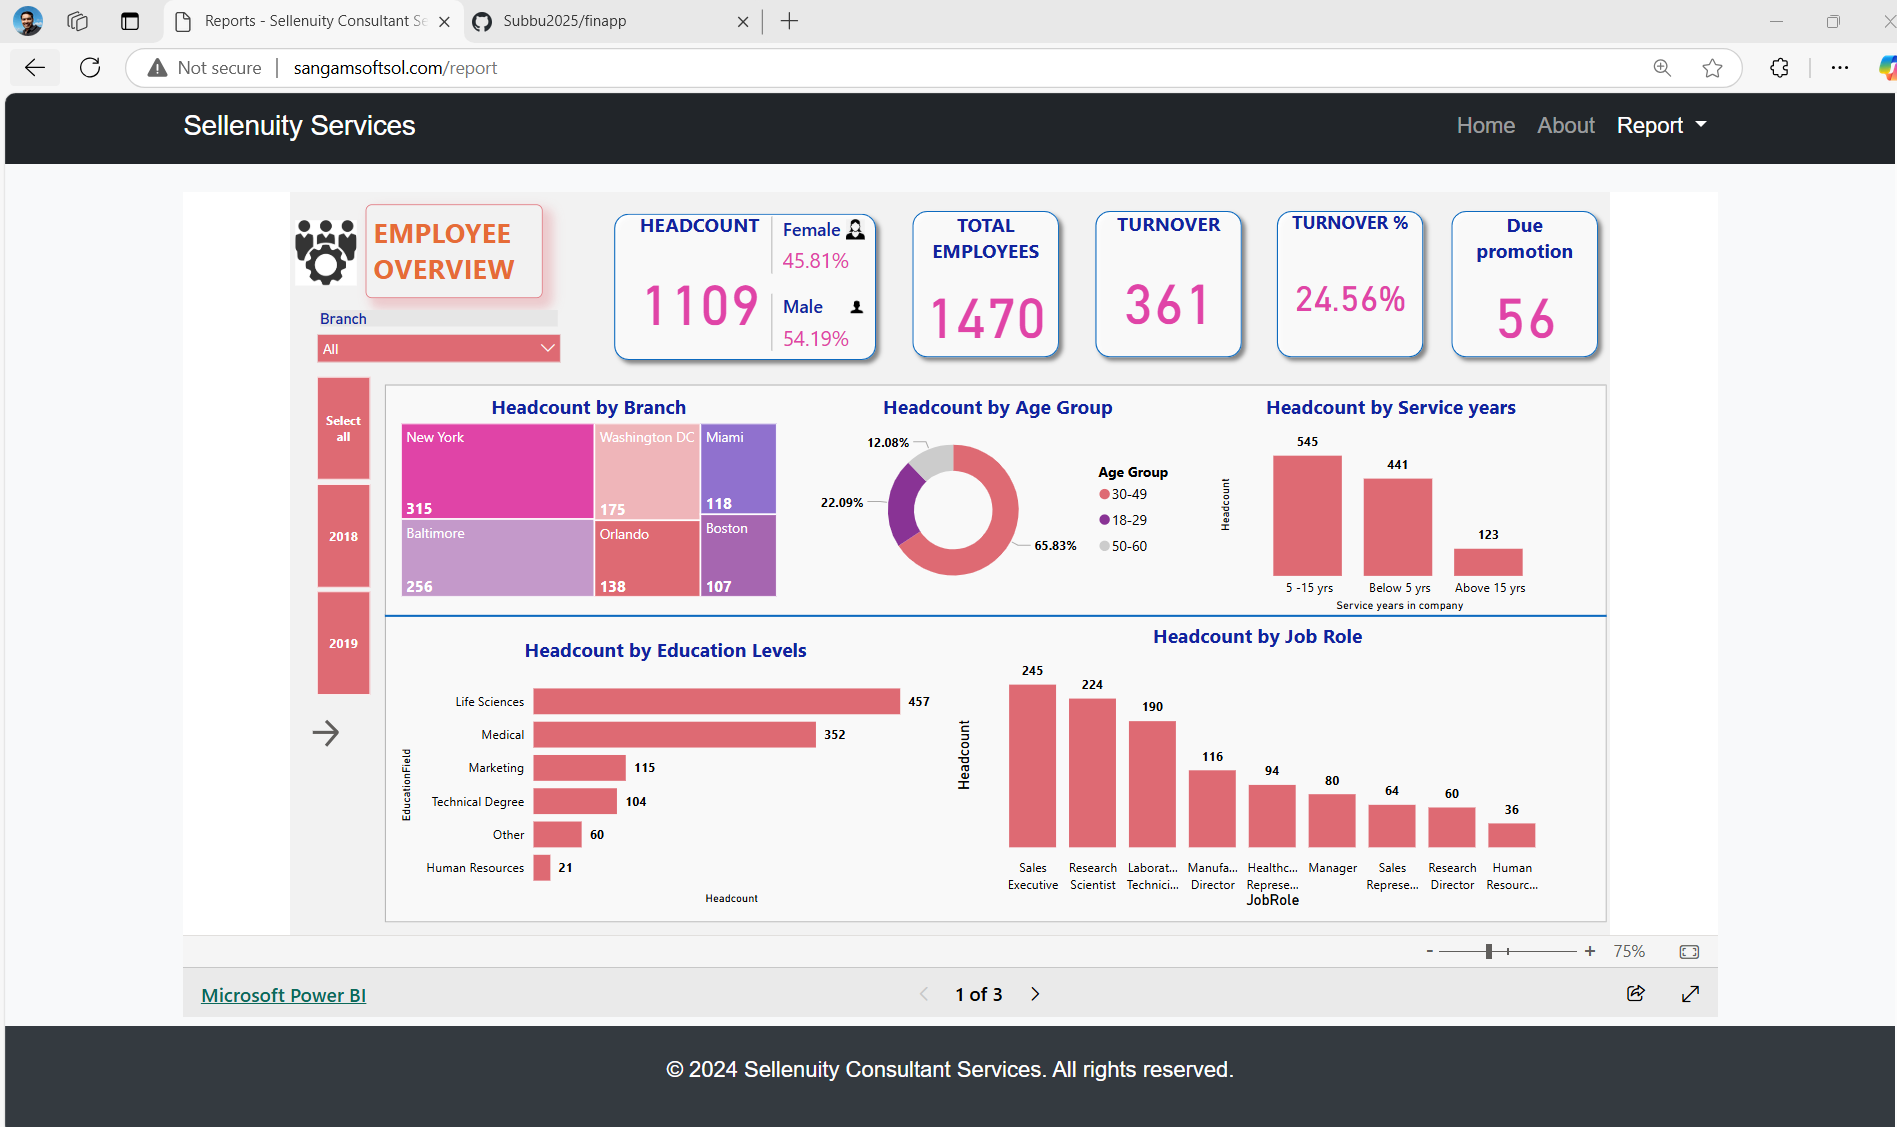 Reports - Sellenuity Consultant Se
Subbu2025/finapp
Not secure
sangamsoftsol.com/report
Sellenuity Services
Home
About
Report
EMPLOYEE
OVERVIEW
Branch
All
HEADCOUNT
1109
Female
45.81%
Male
54.19%
TOTAL
EMPLOYEES
1470
TURNOVER
361
TURNOVER %
24.56%
Due
promotion
56
Select
all
2018
2019
Headcount by Branch
New York
315
Baltimore
256
Washington DC
175
Orlando
138
Miami
118
Boston
107
Headcount by Age Group
12.08%
22.09%
65.83%
Age Group
30-49
18-29
50-60
Headcount by Service years
Headcount
545
441
123
5 -15 yrs
Below 5 yrs
Above 15 yrs
Service years in company
Headcount by Education Levels
EducationField
Life Sciences
457
Medical
352
Marketing
115
Technical Degree
104
Other
60
Human Resources
21
Headcount
Headcount by Job Role
Headcount
245
224
190
116
94
80
64
60
36
Sales
Executive
Research
Scientist
Laborat...
Technici...
Manufa...
Director
Healthc...
Represe...
Manager
Sales
Represe...
Research
Director
Human
Resourc...
JobRole
- + 75%
Microsoft Power BI
1 of 3
© 2024 Sellenuity Consultant Services. All rights reserved.